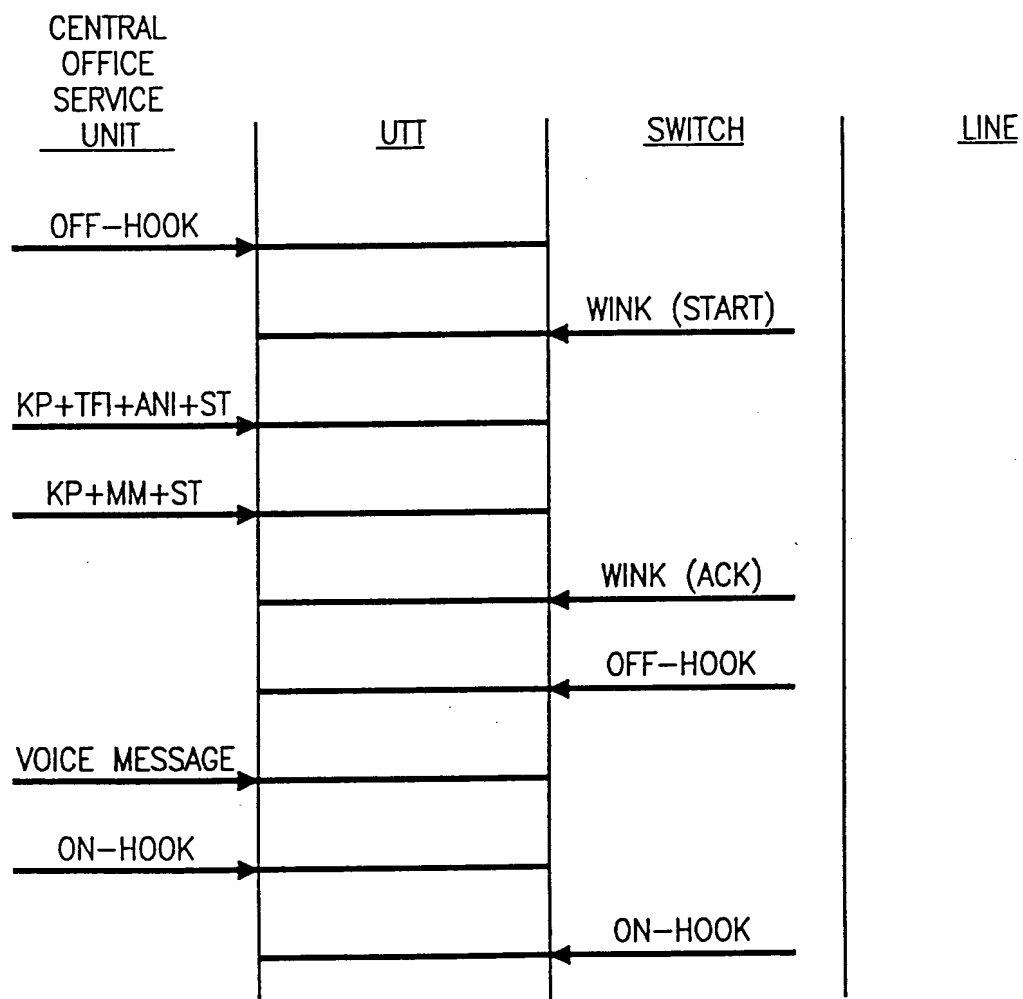 CENTRAL
OFFICE
SERVICE
UNIT
UTT
SWITCH
LINE
OFF-HOOK
WINK (START)
KP+TFI+ANI+ST
KP+MM+ST
WINK (ACK)
OFF-HOOK
VOICE MESSAGE
ON-HOOK
ON-HOOK